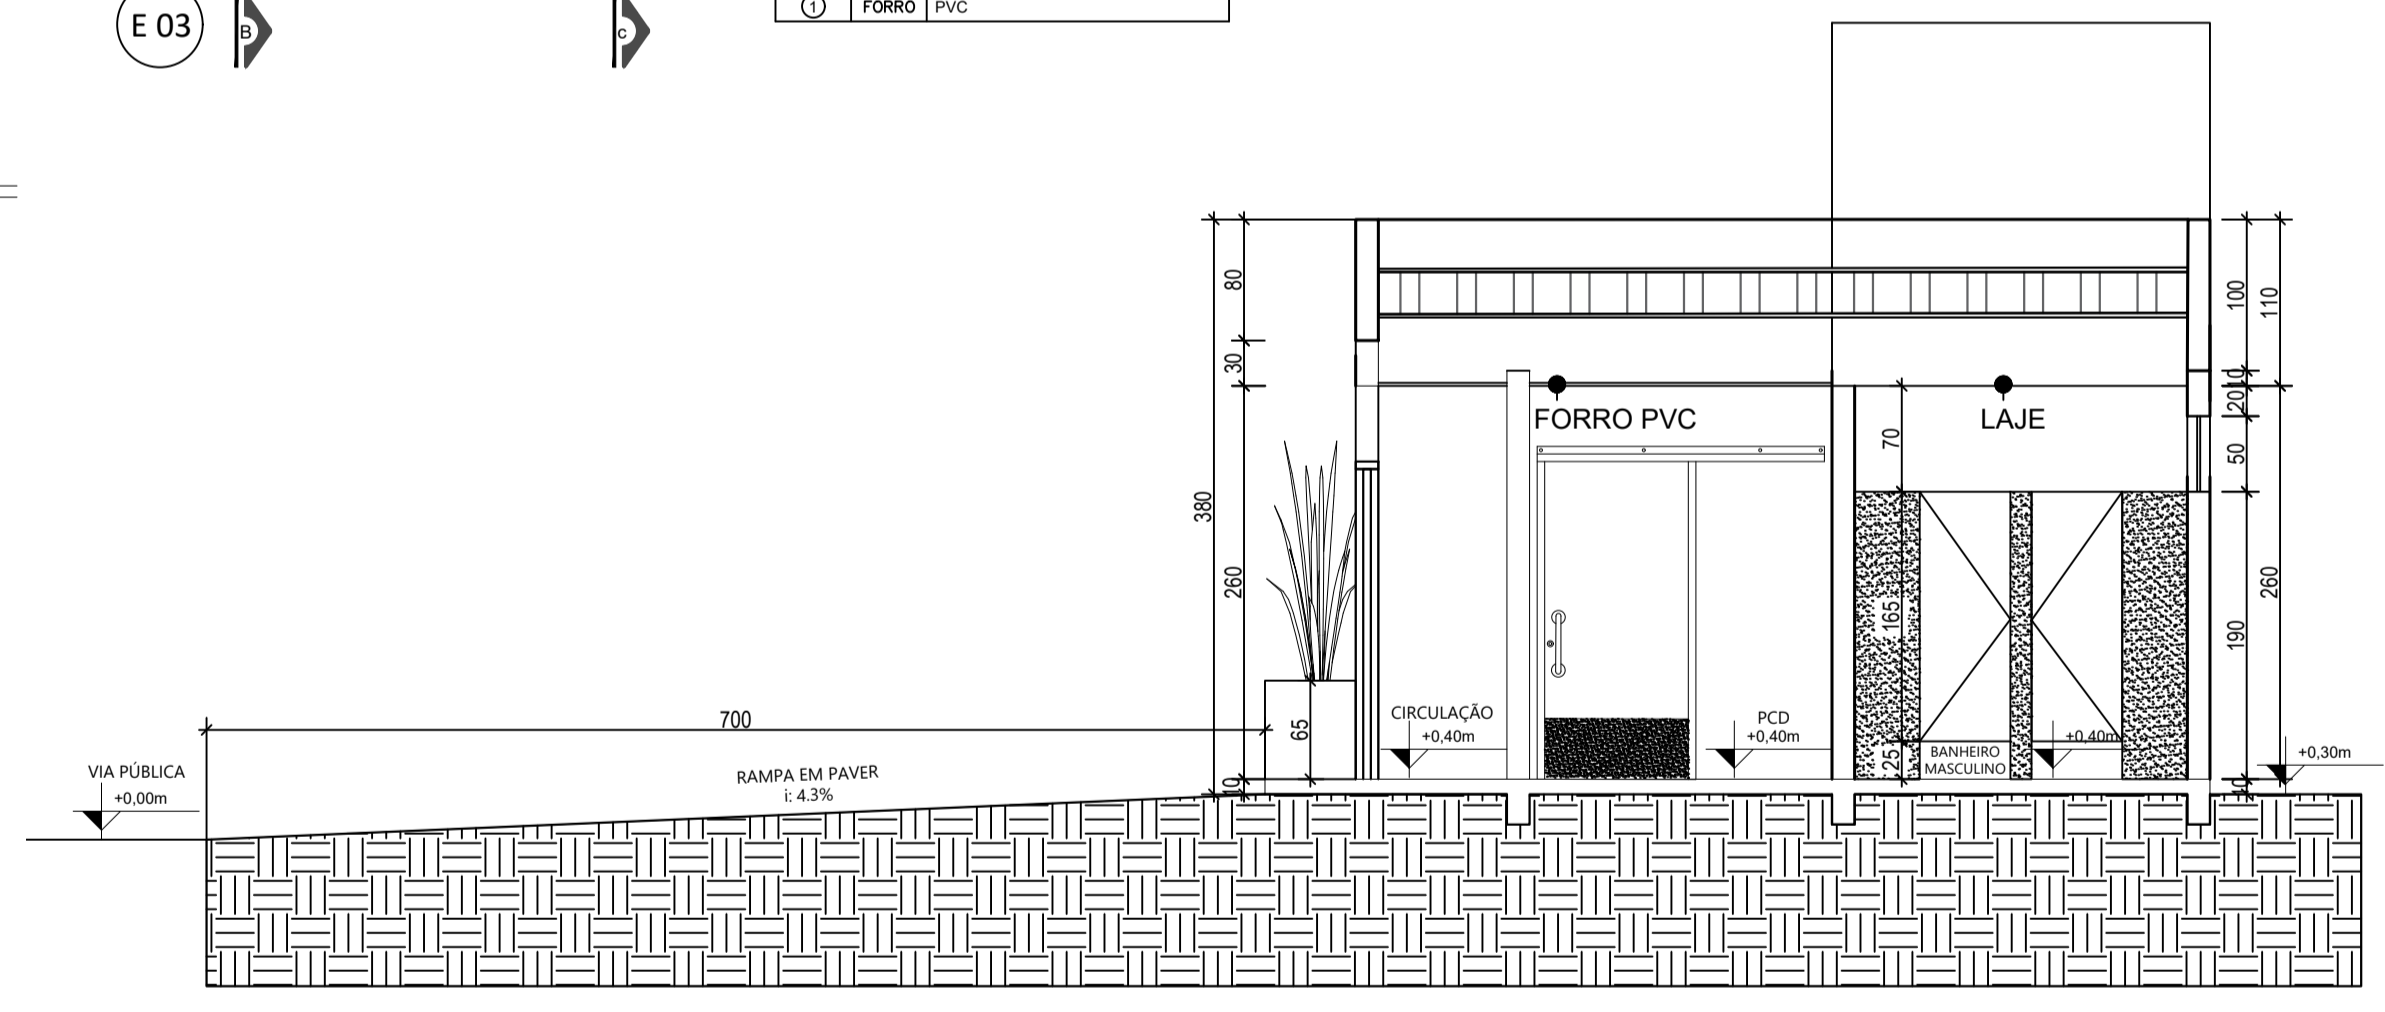 E 03
B
c
1 FORRO PVC
80
30
380
260
10
100
110
10
20
50
190
260
10
FORRO PVC
LAJE
70
165
25
700
65
CIRCULAÇÃO
+0,40m
PCD
+0,40m
BANHEIRO
MASCULINO
+0,40m
+0,30m
VIA PÚBLICA
+0,00m
RAMPA EM PAVER
i: 4.3%